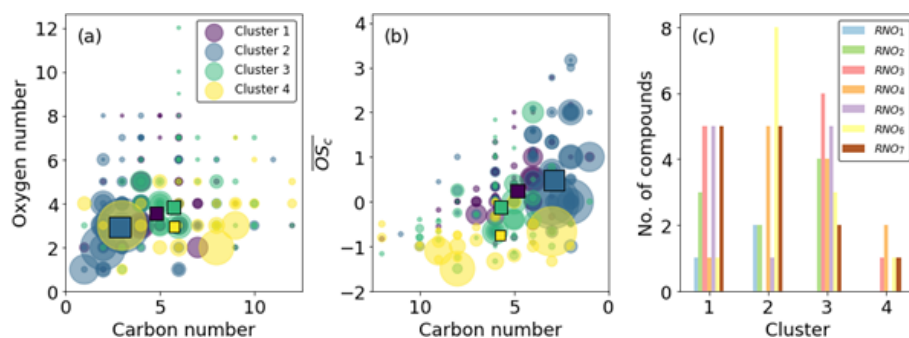 (a)
Cluster 1
Cluster 2
Cluster 3
Cluster 4
Oxygen number
12
10
8
6
4
2
0
0 5 10
Carbon number
(b)
$\overline{OS}_c$
4
3
2
1
0
−1
−2
10 5 0
Carbon number
(c)
RNO₁
RNO₂
RNO₃
RNO₄
RNO₅
RNO₆
RNO₇
No. of compounds
8
6
4
2
0
1 2 3 4
Cluster